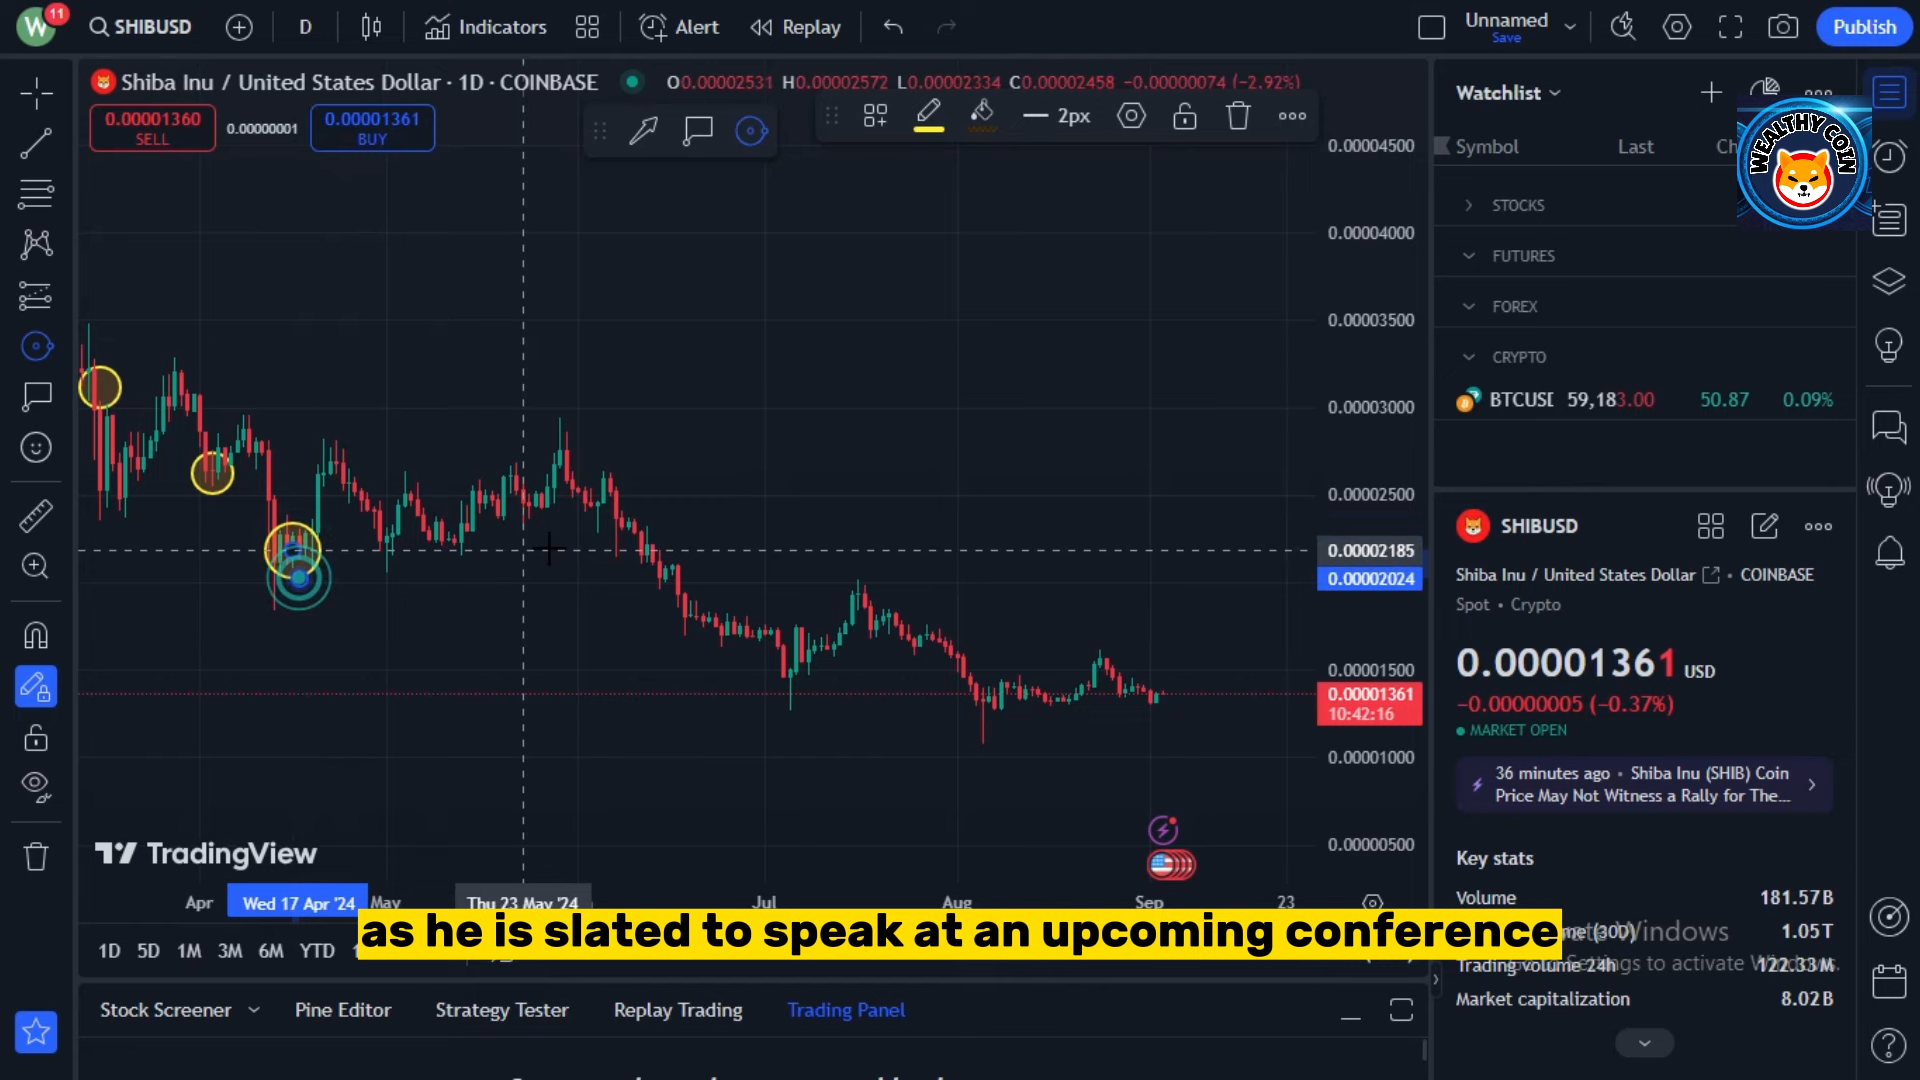 W 11 SHIBUSD D Indicators Alert Replay Unnamed Save Publish
Shiba Inu / United States Dollar · 1D · COINBASE O0.00002531 H0.00002572 L0.00002334 C0.00002458 −0.00000074 (−2.92%)
0.00001360 SELL
0.00000001
0.00001361 BUY
2px
0.00004500
0.00004000
0.00003500
0.00003000
0.00002500
0.00002185
0.00002024
0.00001500
0.00001361
10:42:16
0.00001000
0.00000500
TradingView
Apr Wed 17 Apr '24 May Thu 23 May '24 Jul Aug Sep 23
as he is slated to speak at an upcoming conference
1D 5D 1M 3M 6M YTD
Stock Screener Pine Editor Strategy Tester Replay Trading Trading Panel
Watchlist
WEALTHY COIN
Symbol Last
STOCKS
FUTURES
FOREX
CRYPTO
BTCUSD 59,183.00 50.87 0.09%
SHIBUSD
Shiba Inu / United States Dollar • COINBASE
Spot • Crypto
0.00001361 USD
−0.00000005 (−0.37%)
MARKET OPEN
36 minutes ago • Shiba Inu (SHIB) Coin
Price May Not Witness a Rally for The...
Key stats
Volume 181.57B
1.05T
Windows
Trading volume 24h 122.33M
to activate
Market capitalization 8.02B